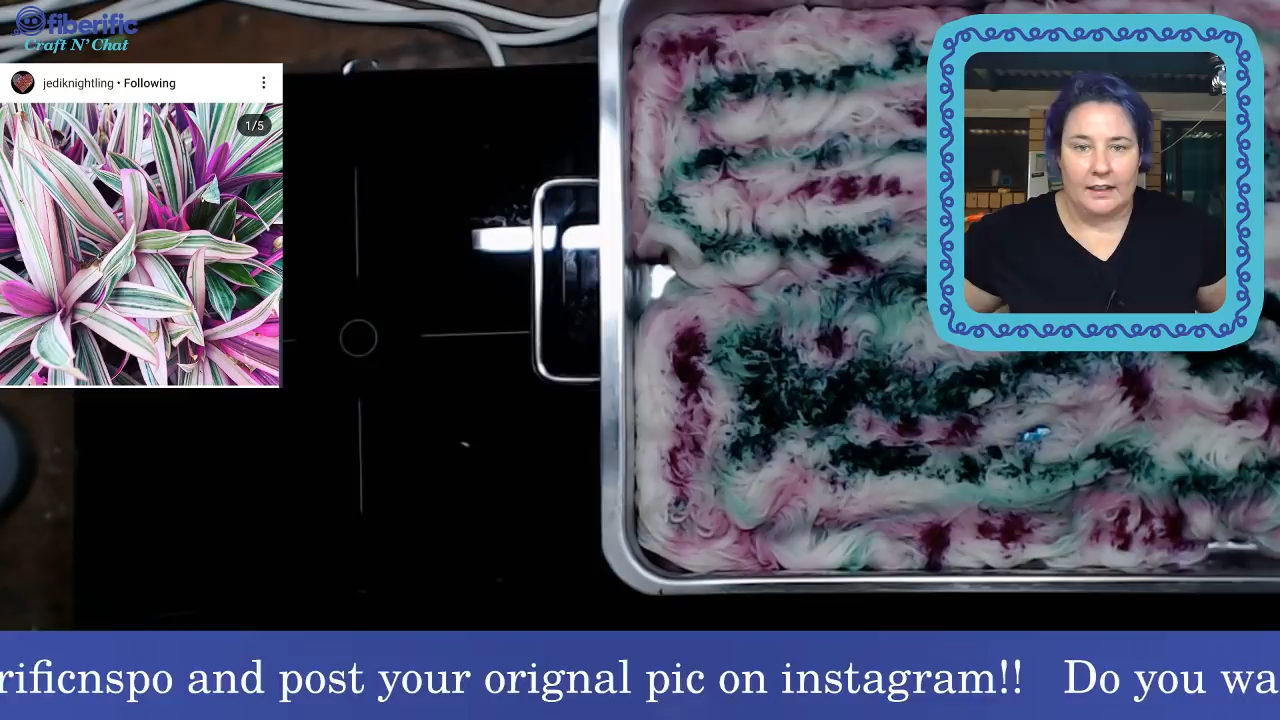 fiberific
Craft N' Chat
jediknightling • Following
1/5
rificnspo and post your orignal pic on instagram!! Do you wa